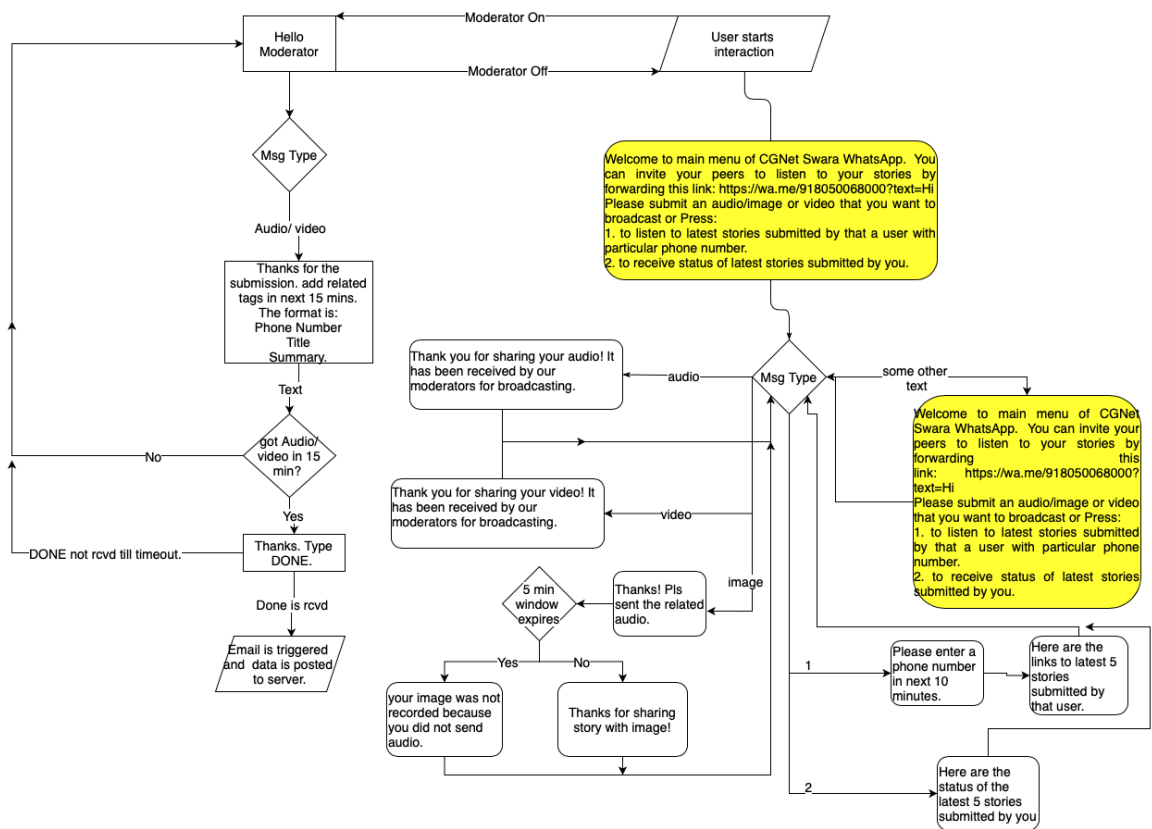 Moderator On
Hello
Moderator
User starts
interaction
Moderator Off
Msg Type
Welcome to main menu of CGNet Swara WhatsApp. You
can invite your peers to listen to your stories by
forwarding this link: https://wa.me/918050068000?text=Hi
Please submit an audio/image or video that you want to
broadcast or Press:
1. to listen to latest stories submitted by that a user with
particular phone number.
2. to receive status of latest stories submitted by you.
Audio/ video
Thanks for the
submission. add related
tags in next 15 mins.
The format is:
Phone Number
Title
Summary.
Text
got Audio/
video in 15
min?
No
Yes
Thanks. Type
DONE.
DONE not rcvd till timeout.
Done is rcvd
Email is triggered
and data is posted
to server.
Msg Type
audio
Thank you for sharing your audio! It
has been received by our
moderators for broadcasting.
some other
text
Welcome to main menu of CGNet
Swara WhatsApp. You can invite your
peers to listen to your stories by
forwarding this
link: https://wa.me/918050068000?
text=Hi
Please submit an audio/image or video
that you want to broadcast or Press:
1. to listen to latest stories submitted
by that a user with particular phone
number.
2. to receive status of latest stories
submitted by you.
Thank you for sharing your video! It
has been received by our
moderators for broadcasting.
video
image
Thanks! Pls
sent the related
audio.
5 min
window
expires
Yes
No
your image was not
recorded because
you did not send
audio.
Thanks for sharing
story with image!
1
Please enter a
phone number
in next 10
minutes.
Here are the
links to latest 5
stories
submitted by
that user.
2
Here are the
status of the
latest 5 stories
submitted by you